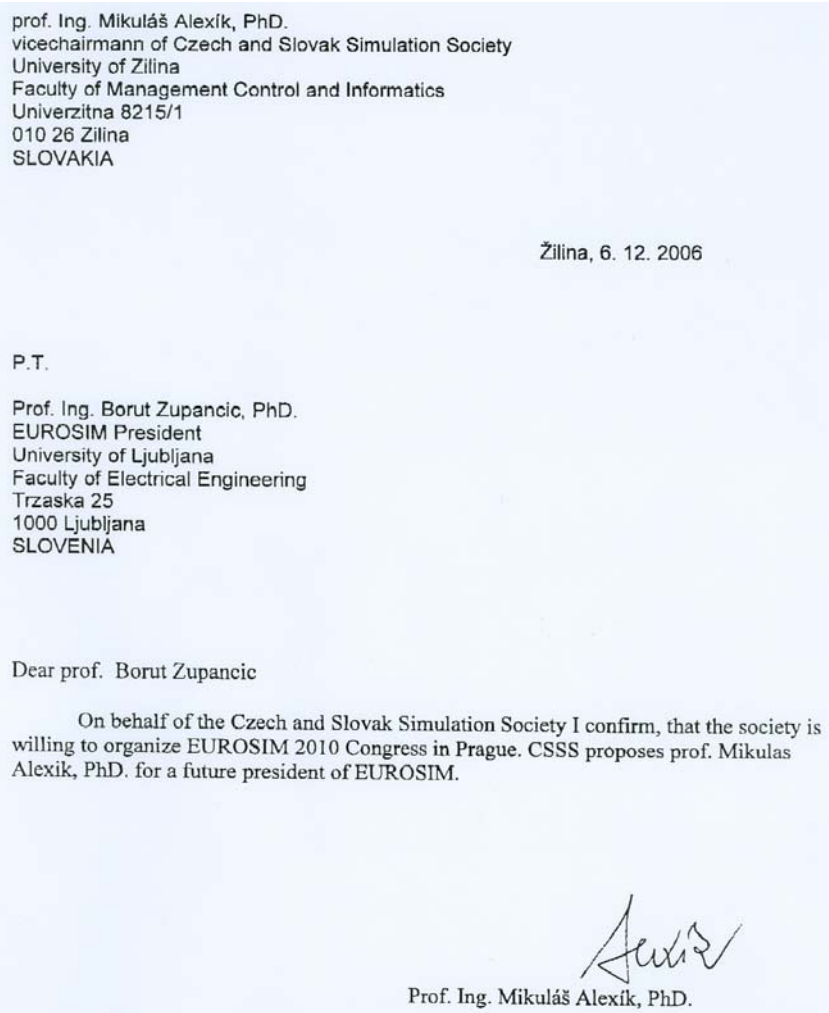 prof. Ing. Mikuláš Alexík, PhD.
vicechairmann of Czech and Slovak Simulation Society
University of Zilina
Faculty of Management Control and Informatics
Univerzitna 8215/1
010 26 Zilina
SLOVAKIA
Žilina, 6. 12. 2006
P.T.
Prof. Ing. Borut Zupancic, PhD.
EUROSIM President
University of Ljubljana
Faculty of Electrical Engineering
Trzaska 25
1000 Ljubljana
SLOVENIA
Dear prof. Borut Zupancic
On behalf of the Czech and Slovak Simulation Society I confirm, that the society is
willing to organize EUROSIM 2010 Congress in Prague. CSSS proposes prof. Mikulas
Alexik, PhD. for a future president of EUROSIM.
Alexík
Prof. Ing. Mikuláš Alexík, PhD.